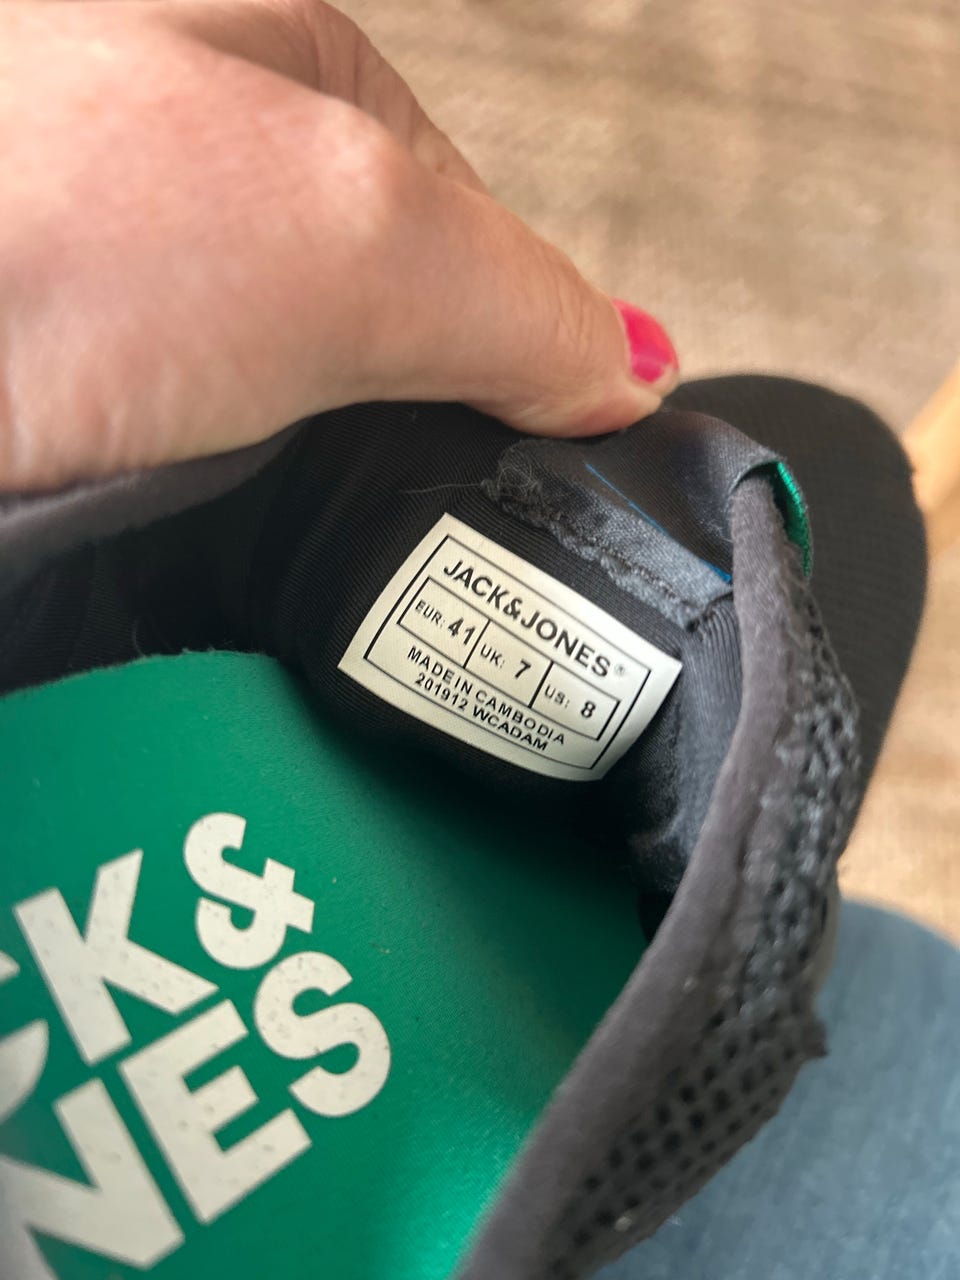 JACK&JONES®
EUR: 41 UK: 7 US: 8
MADE IN CAMBODIA
201912 WCADAM
CK &
NES